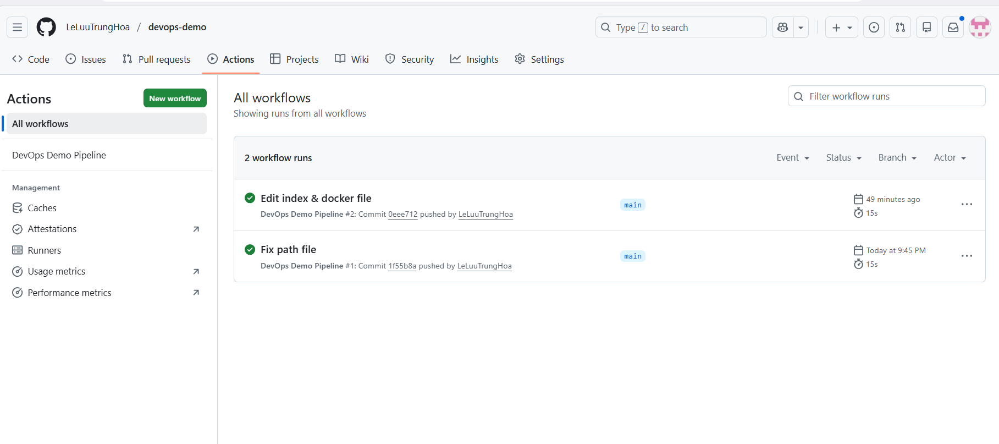 LeLuuTrungHoa / devops-demo
Type / to search
Code Issues Pull requests Actions Projects Wiki Security Insights Settings
Actions
New workflow
All workflows
DevOps Demo Pipeline
Management
Caches
Attestations
Runners
Usage metrics
Performance metrics
All workflows
Showing runs from all workflows
Filter workflow runs
2 workflow runs
Event Status Branch Actor
Edit index & docker file
DevOps Demo Pipeline #2: Commit 0eee712 pushed by LeLuuTrungHoa
main
49 minutes ago
15s
Fix path file
DevOps Demo Pipeline #1: Commit 1f55b8a pushed by LeLuuTrungHoa
main
Today at 9:45 PM
15s